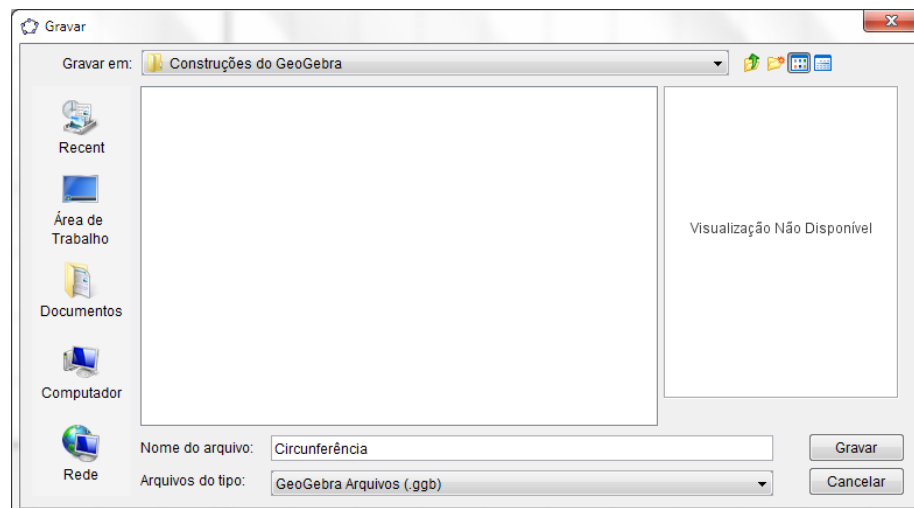 Gravar
Gravar em: Construções do GeoGebra
Recent
Área de
Trabalho
Visualização Não Disponível
Documentos
Computador
Rede
Nome do arquivo: Circunferência Gravar
Arquivos do tipo: GeoGebra Arquivos (.ggb) Cancelar